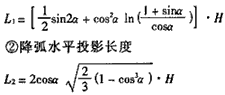 L₁=[1/2 sin2α + cos²α ln(1 + sinα/cosα)]·H
②降弧水平投影长度
L₂=2cosα √(2/3 (1 - cos³α))·H